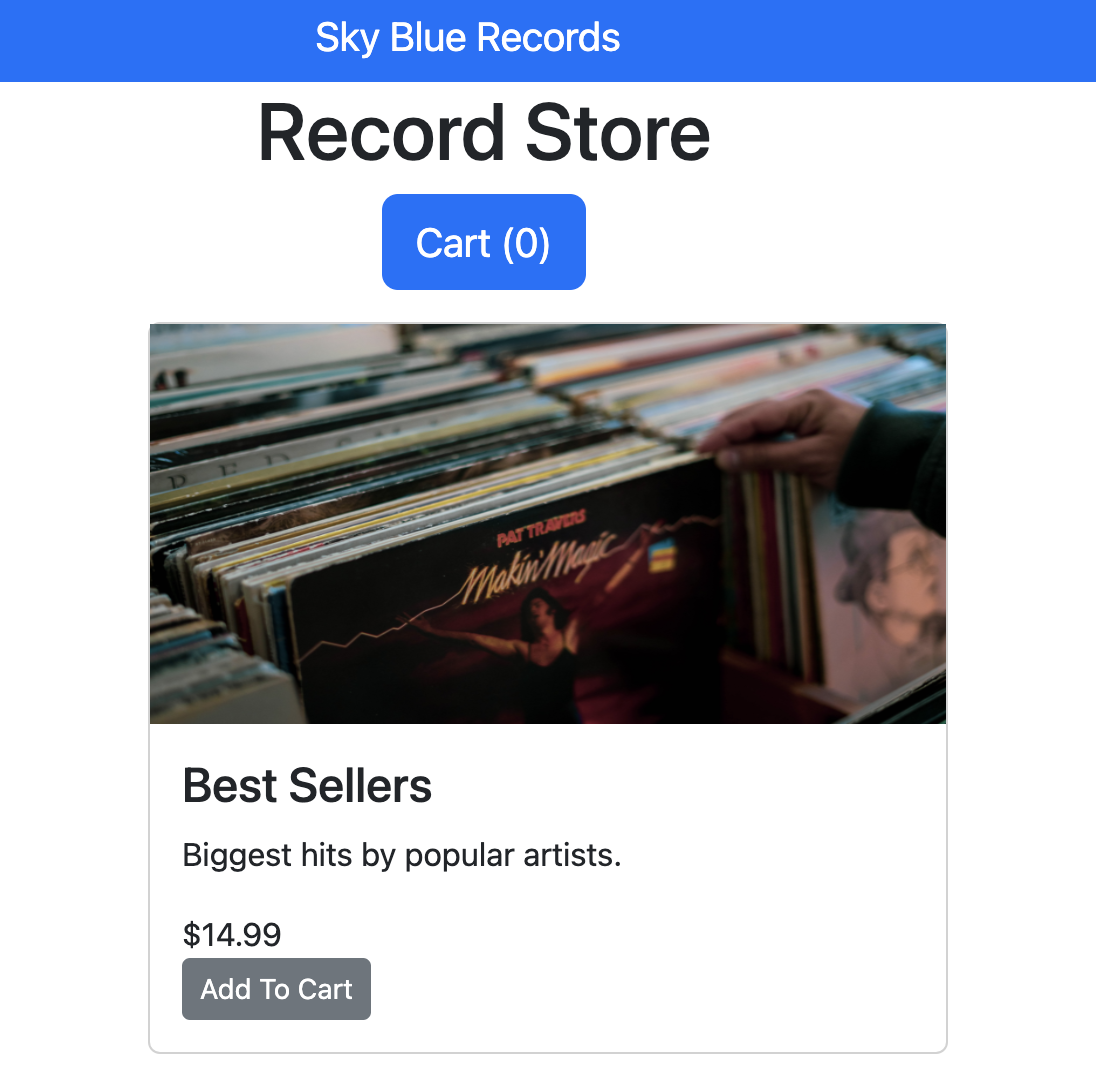 Sky Blue Records
Record Store
Cart (0)
PED
PAT TRAVERS
Makin' Magic
Best Sellers
Biggest hits by popular artists.
$14.99
Add To Cart